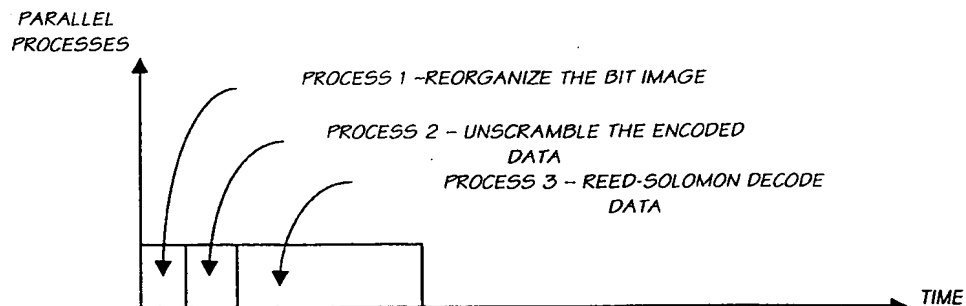 PARALLEL
PROCESSES
PROCESS 1 -REORGANIZE THE BIT IMAGE
PROCESS 2 - UNSCRAMBLE THE ENCODED
DATA
PROCESS 3 - REED-SOLOMON DECODE
DATA
TIME